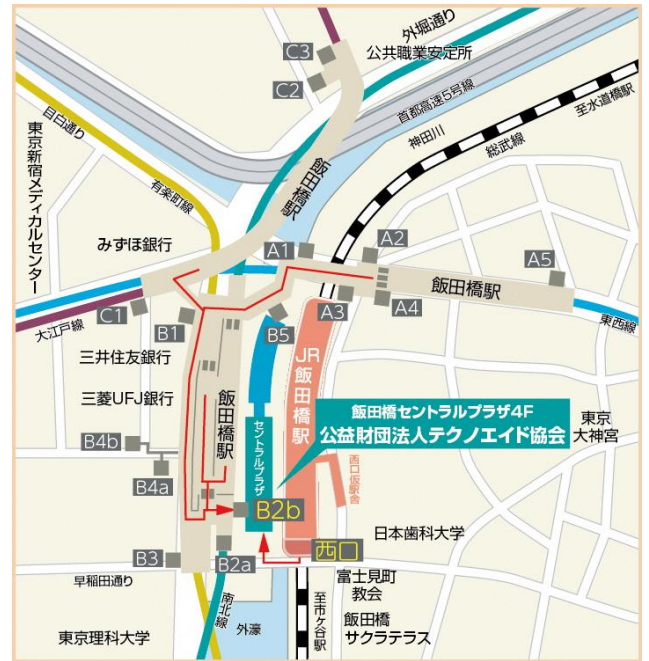 C3
外堀通り
公共職業安定所
C2
首都高速5号線
至水道橋駅
目白通り
神田川
総武線
東京新宿メディカルセンター
有楽町線
飯田橋駅
みずほ銀行
A1
A2
A5
飯田橋駅
C1
B1
B5
A3
A4
東西線
大江戸線
三井住友銀行
JR飯田橋駅
三菱UFJ銀行
飯田橋駅
飯田橋セントラルプラザ4F
公益財団法人テクノエイド協会
東京
大神宮
B4b
セントラルプラザ
西口仮駅舎
B4a
B2b
日本歯科大学
B3
B2a
西口
早稲田通り
富士見町
教会
南北線
至市ケ谷駅
東京理科大学
外濠
飯田橋
サクラテラス